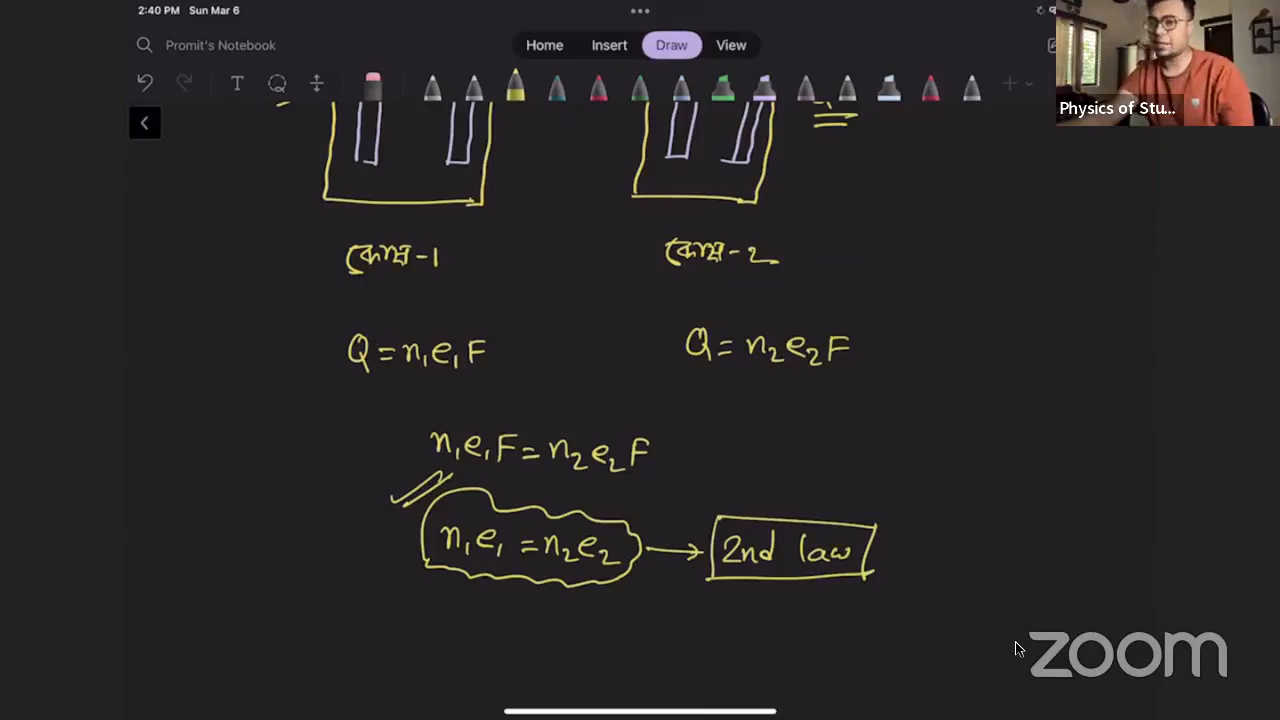 2:40 PM Sun Mar 6
Promit's Notebook
Home Insert Draw View
T
Physics of Stu...
কোষ-1
কোষ-2
Q = n₁e₁F
Q = n₂e₂F
n₁e₁F = n₂e₂F
n₁e₁ = n₂e₂ → 2nd law
zoom